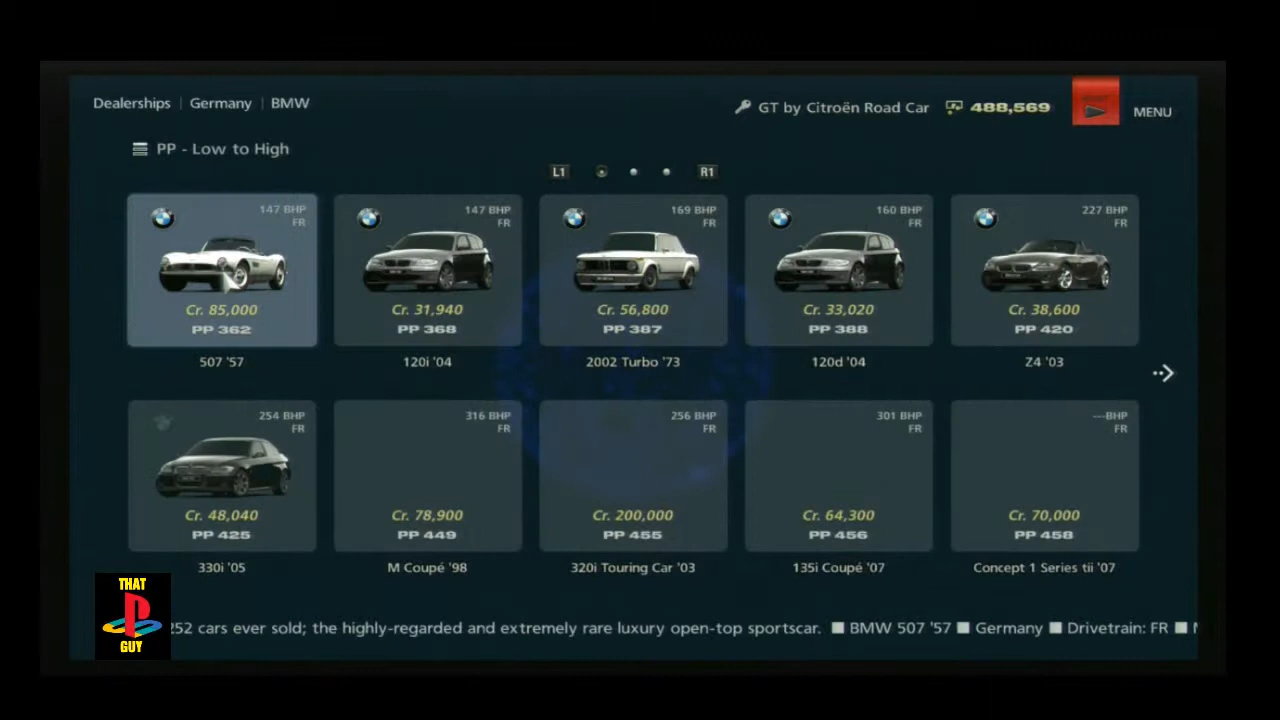 Dealerships | Germany | BMW
GT by Citroën Road Car 488,569
MENU
PP - Low to High
L1 R1
147 BHP
FR
Cr. 85,000
PP 362
507 '57
147 BHP
FR
Cr. 31,940
PP 368
120i '04
169 BHP
FR
Cr. 56,800
PP 387
2002 Turbo '73
160 BHP
FR
Cr. 33,020
PP 388
120d '04
227 BHP
FR
Cr. 38,600
PP 420
Z4 '03
254 BHP
FR
Cr. 48,040
PP 425
330i '05
316 BHP
FR
Cr. 78,900
PP 449
M Coupé '98
256 BHP
FR
Cr. 200,000
PP 455
320i Touring Car '03
301 BHP
FR
Cr. 64,300
PP 456
135i Coupé '07
---BHP
FR
Cr. 70,000
PP 458
Concept 1 Series tii '07
THAT
GUY
252 cars ever sold; the highly-regarded and extremely rare luxury open-top sportscar. ■ BMW 507 '57 ■ Germany ■ Drivetrain: FR ■